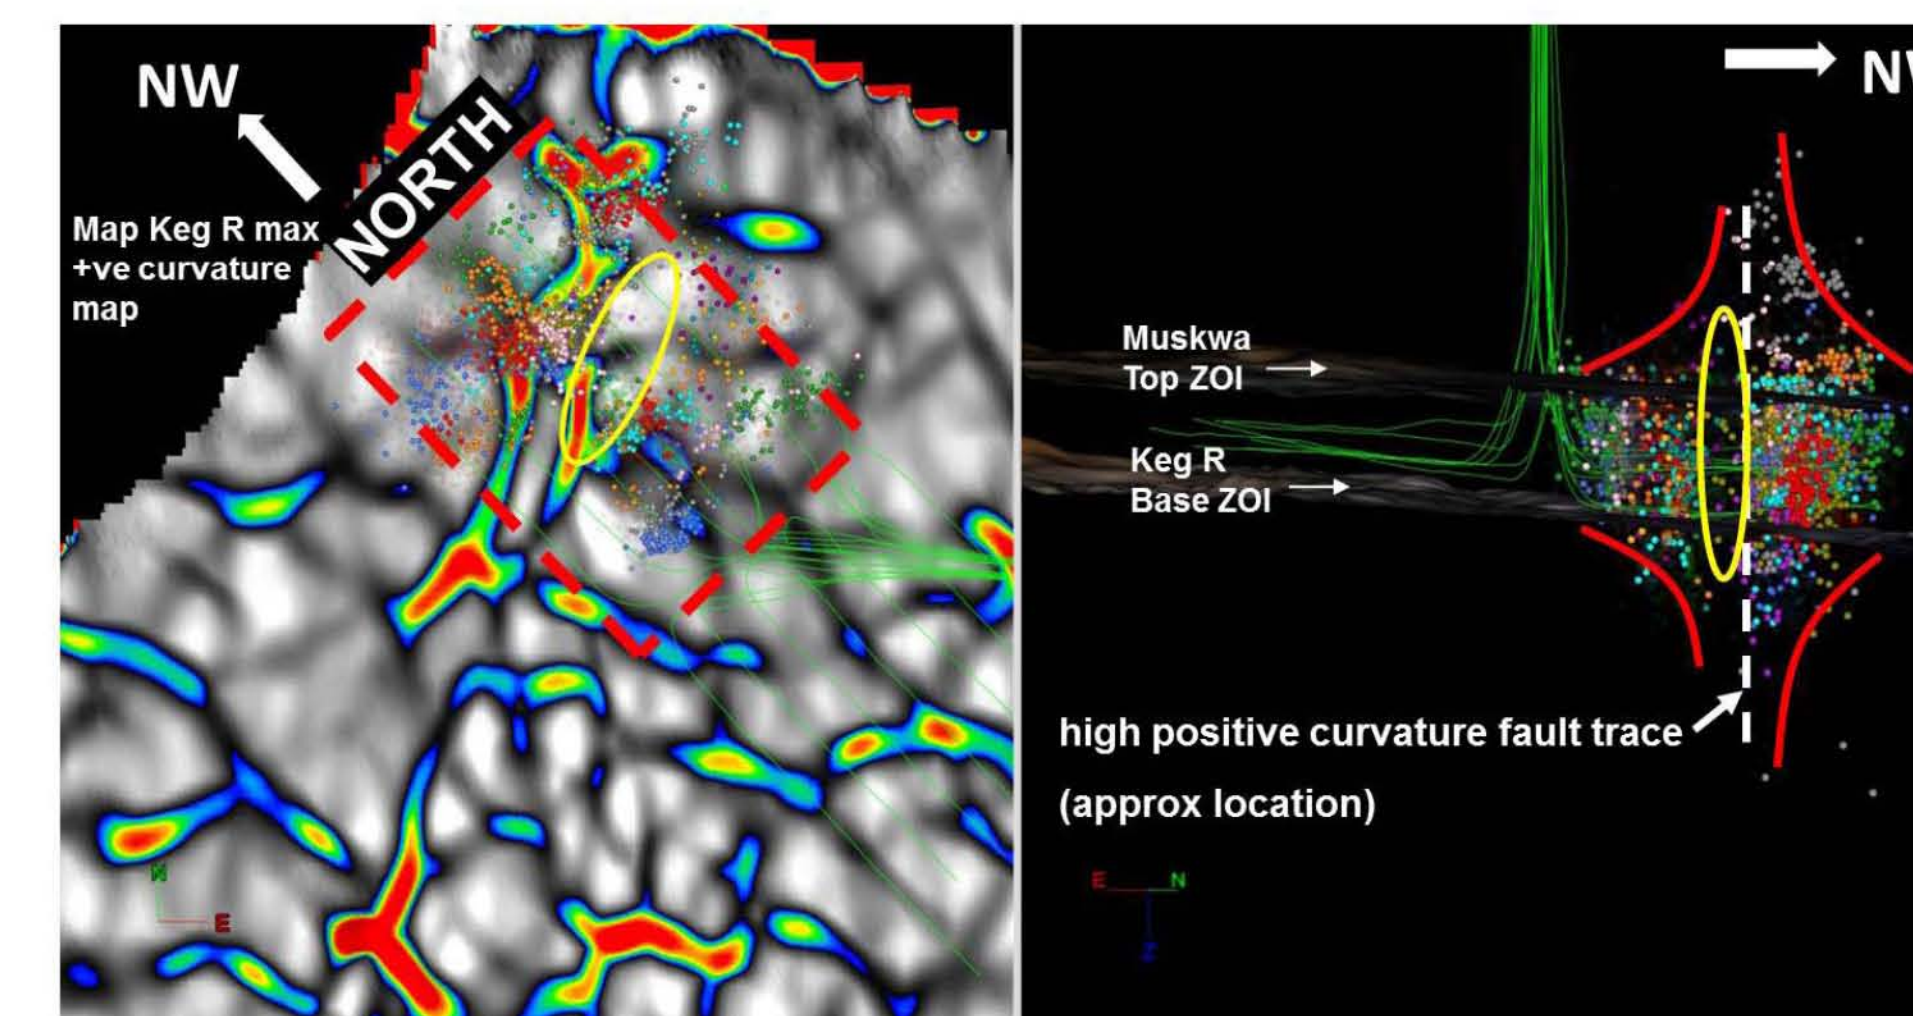 NW
NORTH
Map Keg R max
+ve curvature
map
N
E
Muskwa
Top ZOI
Keg R
Base ZOI
high positive curvature fault trace
(approx location)
E N
Z